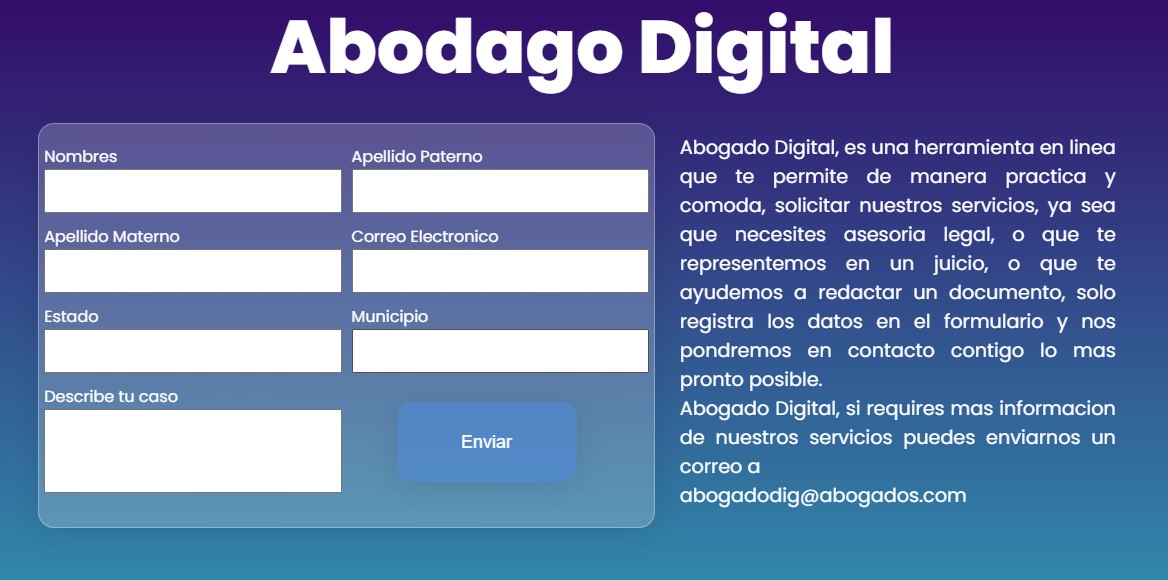 Abodago Digital
Nombres
Apellido Paterno
Apellido Materno
Correo Electronico
Estado
Municipio
Describe tu caso
Enviar
Abogado Digital, es una herramienta en linea
que te permite de manera practica y
comoda, solicitar nuestros servicios, ya sea
que necesites asesoria legal, o que te
representemos en un juicio, o que te
ayudemos a redactar un documento, solo
registra los datos en el formulario y nos
pondremos en contacto contigo lo mas
pronto posible.
Abogado Digital, si requires mas informacion
de nuestros servicios puedes enviarnos un
correo a
abogadodig@abogados.com